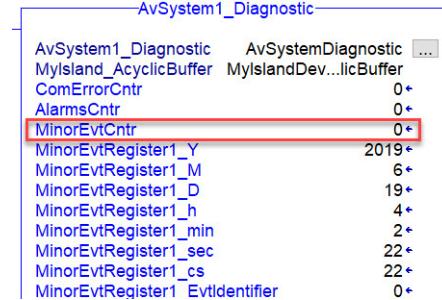 AvSystem1_Diagnostic
AvSystem1_Diagnostic AvSystemDiagnostic ...
MyIsland_AcyclicBuffer MyIslandDev...licBuffer
ComErrorCntr 0
AlarmsCntr 0
MinorEvtCntr 0
MinorEvtRegister1_Y 2019
MinorEvtRegister1_M 6
MinorEvtRegister1_D 19
MinorEvtRegister1_h 4
MinorEvtRegister1_min 2
MinorEvtRegister1_sec 22
MinorEvtRegister1_cs 22
MinorEvtRegister1_EvtIdentifier 0